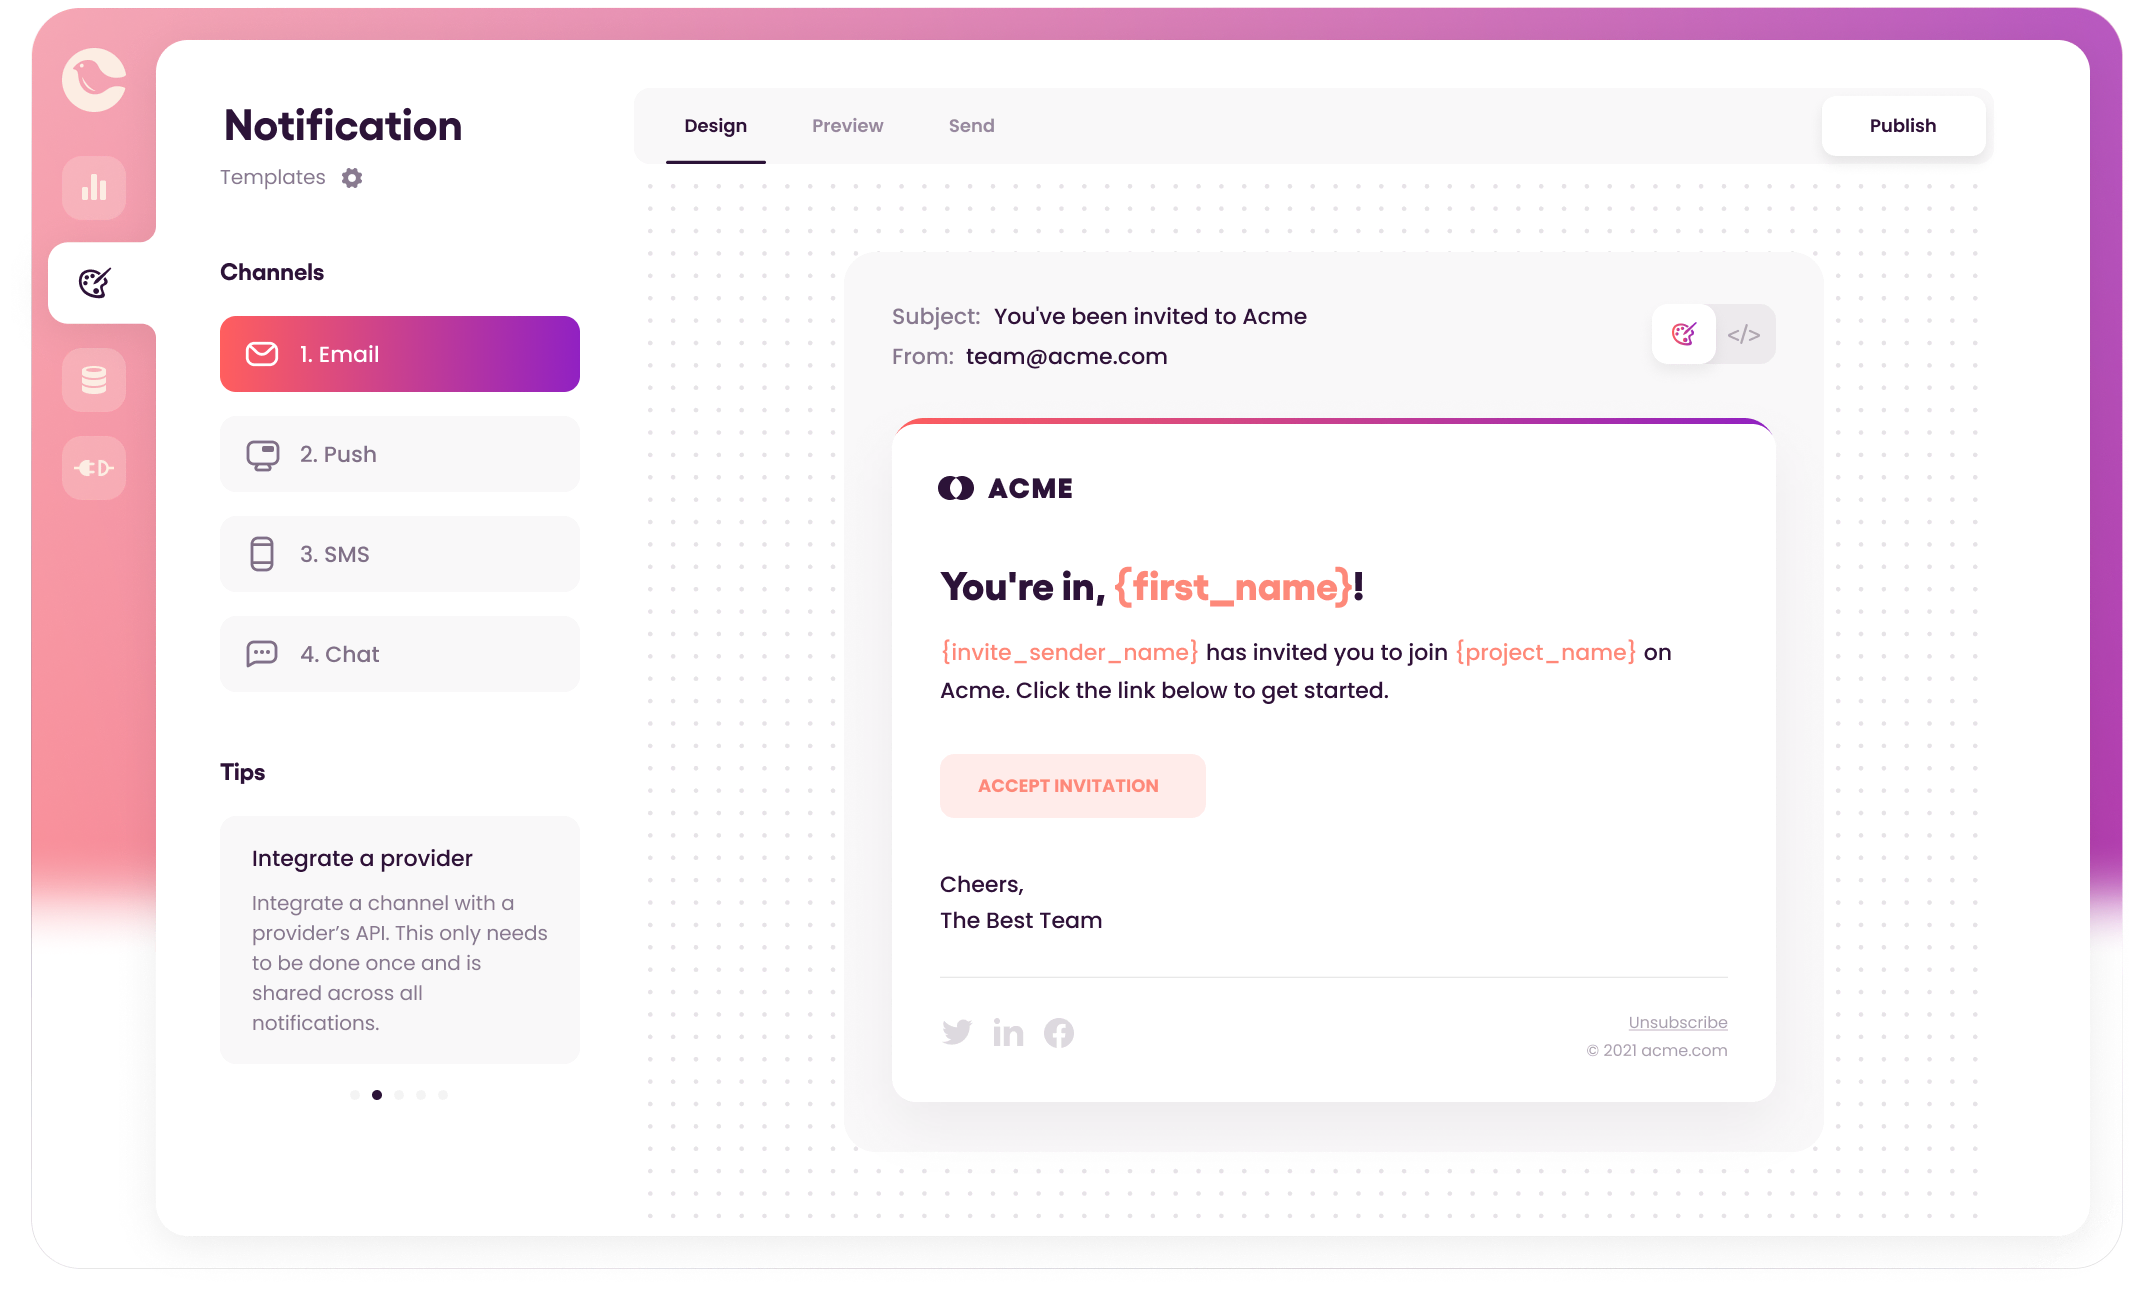 Notification
Templates
Channels
1. Email
2. Push
3. SMS
4. Chat
Tips
Integrate a provider
Integrate a channel with a
provider’s API. This only needs
to be done once and is
shared across all
notifications.
Design Preview Send Publish
Subject: You've been invited to Acme
From: team@acme.com
</>
ACME
You're in, {first_name}!
{invite_sender_name} has invited you to join {project_name} on
Acme. Click the link below to get started.
ACCEPT INVITATION
Cheers,
The Best Team
Unsubscribe
© 2021 acme.com